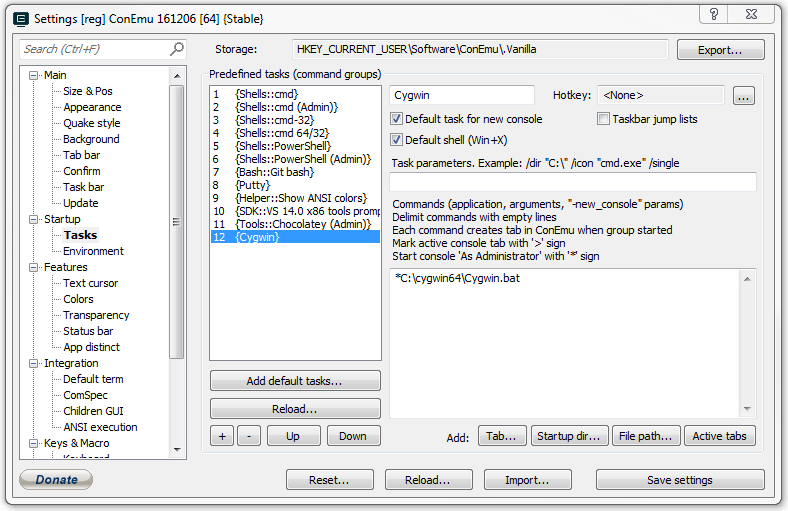 Settings [reg] ConEmu 161206 [64] {Stable}
Search (Ctrl+F)
Storage:
HKEY_CURRENT_USER\Software\ConEmu\.Vanilla
Export...
Main
Size & Pos
Appearance
Quake style
Background
Tab bar
Confirm
Task bar
Update
Startup
Tasks
Environment
Features
Text cursor
Colors
Transparency
Status bar
App distinct
Integration
Default term
ComSpec
Children GUI
ANSI execution
Keys & Macro
Predefined tasks (command groups)
1 {Shells::cmd}
2 {Shells::cmd (Admin)}
3 {Shells::cmd-32}
4 {Shells::cmd 64/32}
5 {Shells::PowerShell}
6 {Shells::PowerShell (Admin)}
7 {Bash::Git bash}
8 {Putty}
9 {Helper::Show ANSI colors}
10 {SDK::VS 14.0 x86 tools promp
11 {Tools::Chocolatey (Admin)}
12 {Cygwin}
Add default tasks...
Reload...
+ - Up Down
Cygwin
Hotkey: <None> ...
Default task for new console
Taskbar jump lists
Default shell (Win+X)
Task parameters. Example: /dir "C:\" /icon "cmd.exe" /single
Commands (application, arguments, "-new_console" params)
Delimit commands with empty lines
Each command creates tab in ConEmu when group started
Mark active console tab with '>' sign
Start console 'As Administrator' with '*' sign
*C:\cygwin64\Cygwin.bat
Add: Tab... Startup dir... File path... Active tabs
Donate
Reset... Reload... Import... Save settings